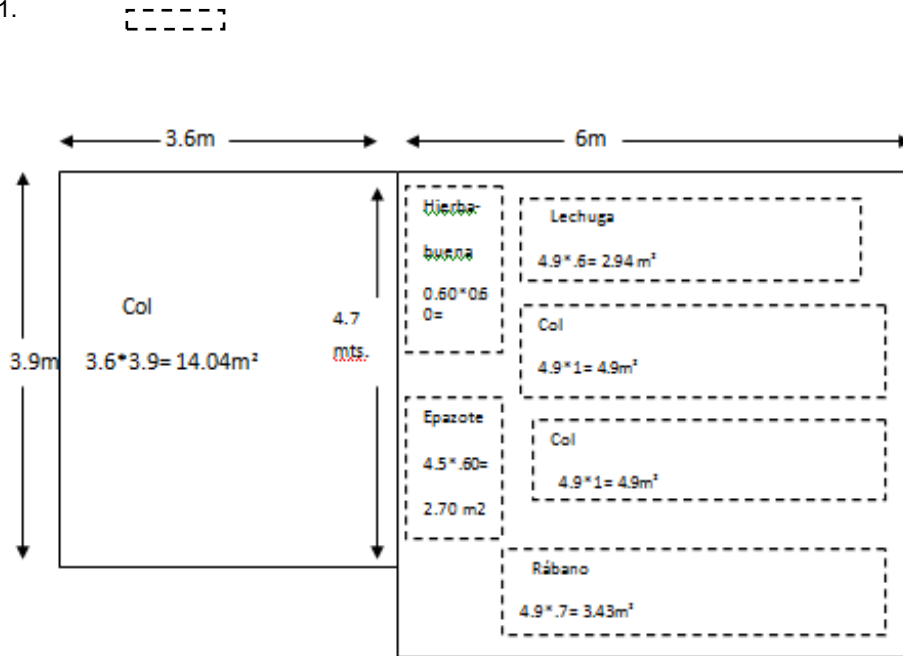 1.
3.6m
6m
3.9m
Col
3.6*3.9= 14.04m²
4.7
mts.
Hierba-
buena
0.60*06
0=
Epazote
4.5*.60=
2.70 m2
Lechuga
4.9*.6= 2.94 m²
Col
4.9*1= 4.9m²
Col
4.9*1= 4.9m²
Rábano
4.9*.7= 3.43m²